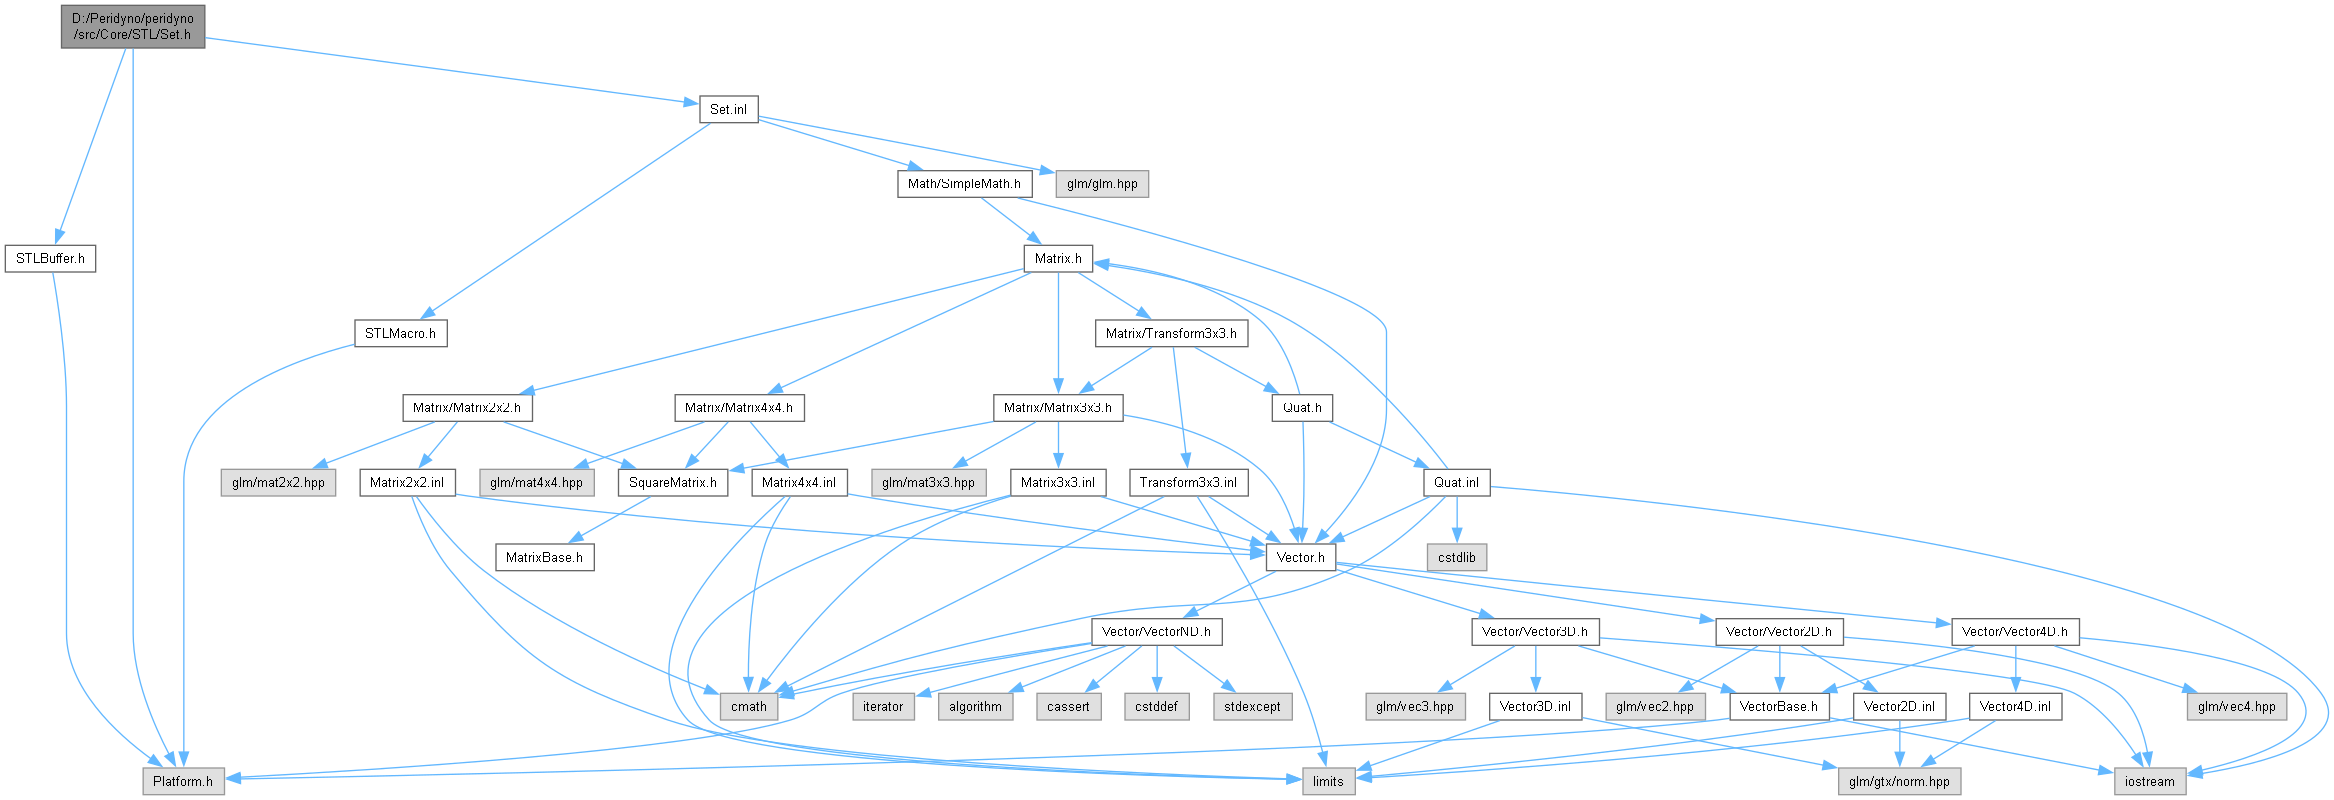 D:/Peridyno/peridyno
/src/Core/STL/Set.h
Set.inl
Math/SimpleMath.h
glm/glm.hpp
STLBuffer.h
Matrix.h
STLMacro.h
Matrix/Transform3x3.h
Matrix/Matrix2x2.h
Matrix/Matrix4x4.h
Matrix/Matrix3x3.h
Quat.h
glm/mat2x2.hpp
Matrix2x2.inl
glm/mat4x4.hpp
SquareMatrix.h
Matrix4x4.inl
glm/mat3x3.hpp
Matrix3x3.inl
Transform3x3.inl
Quat.inl
MatrixBase.h
Vector.h
cstdlib
Vector/VectorND.h
Vector/Vector3D.h
Vector/Vector2D.h
Vector/Vector4D.h
cmath
iterator
algorithm
cassert
cstddef
stdexcept
glm/vec3.hpp
Vector3D.inl
glm/vec2.hpp
VectorBase.h
Vector2D.inl
Vector4D.inl
glm/vec4.hpp
Platform.h
limits
glm/gtx/norm.hpp
iostream